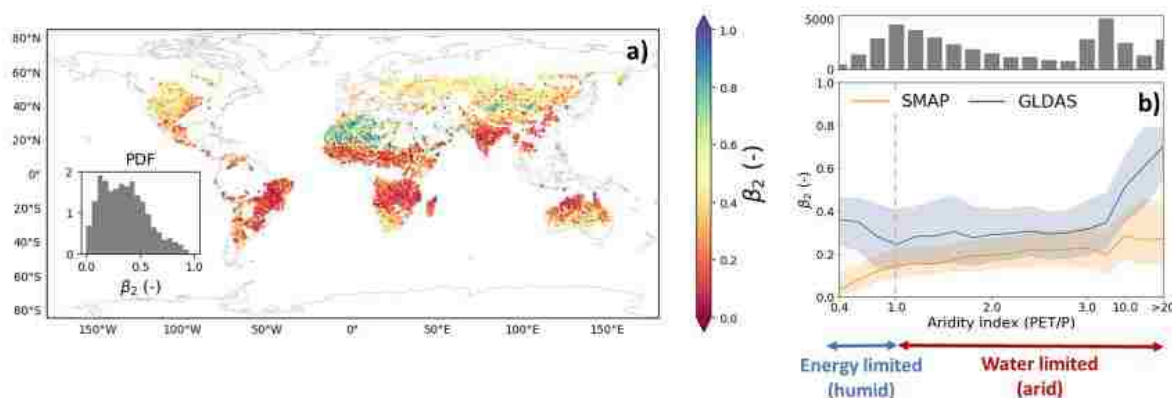 a)
80°N
60°N
40°N
20°N
0°
20°S
40°S
60°S
80°S
150°W
100°W
50°W
0°
50°E
100°E
150°E
PDF
2
1
0
0.0
0.5
1.0
β₂ (-)
1.0
0.8
0.6
0.4
0.2
0.0
β₂ (-)
5000
0
b)
SMAP
GLDAS
1.0
0.8
0.6
0.4
0.2
0.0
β₂ (-)
0.4
1.0
2.0
3.0
10.0
>20
Aridity index (PET/P)
Energy limited
(humid)
Water limited
(arid)